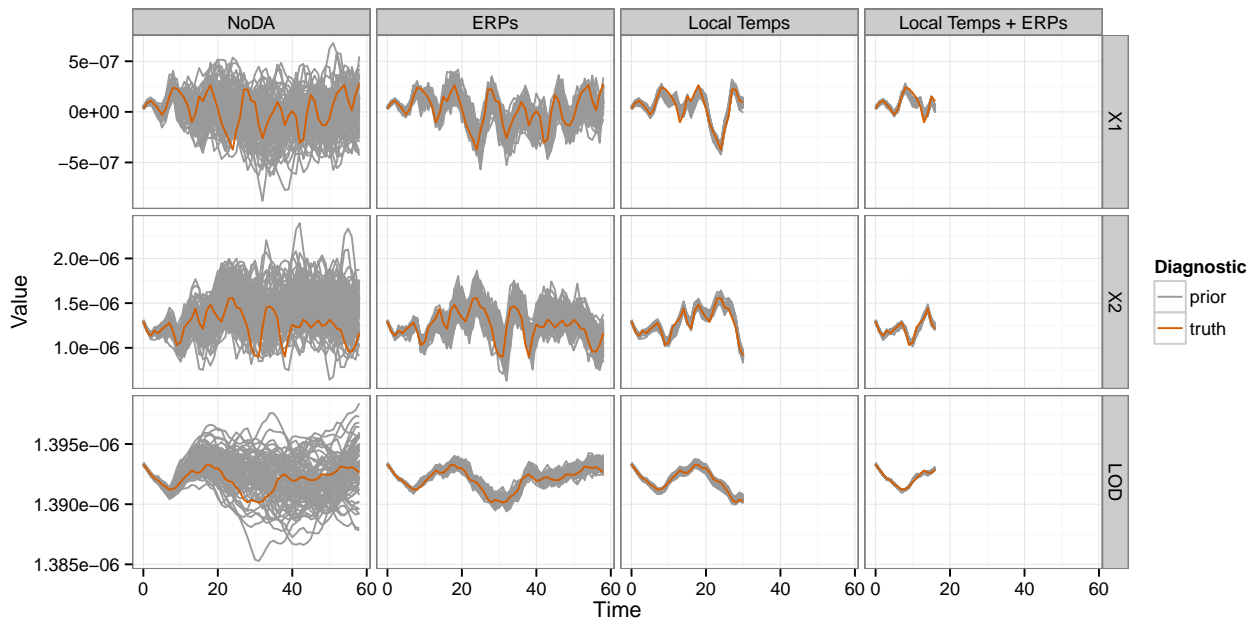 NoDA ERPs Local Temps Local Temps + ERPs
5e−07
0e+00
−5e−07
X1
2.0e−06
1.5e−06
1.0e−06
X2
1.395e−06
1.390e−06
1.385e−06
LOD
Value
0 20 40 60 0 20 40 60 0 20 40 60 0 20 40 60
Time
Diagnostic
prior
truth